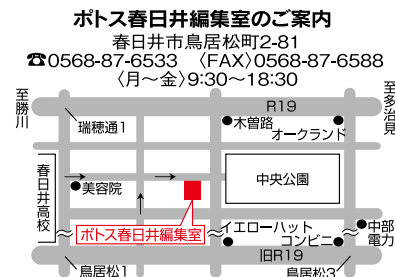 ポトス春日井編集室のご案内
春日井市鳥居松町2-81
☎0568-87-6533 〈FAX〉0568-87-6588
〈月〜金〉9:30〜18:30
至勝川
R19
至多治見
瑞穂通1
木曽路
オークランド
春日井高校
美容院
中央公園
ポトス春日井編集室
イエローハット
コンビニ
中部
電力
旧R19
鳥居松1
鳥居松3